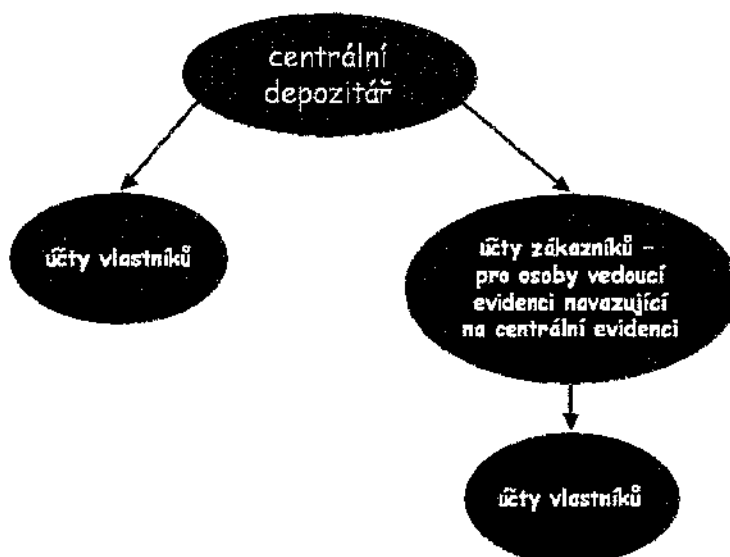 centrální
depozitář
účty vlastníků
účty zákazníků –
pro osoby vedoucí
evidenci navazující
na centrální evidenci
účty vlastníků